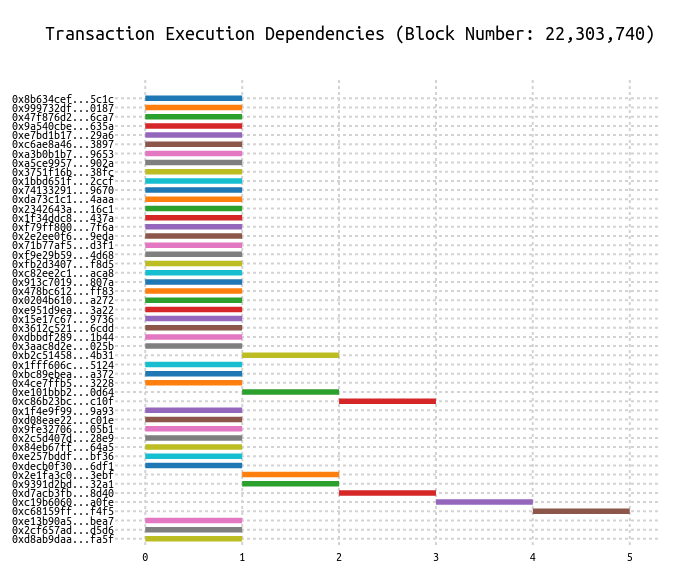 Transaction Execution Dependencies (Block Number: 22,303,740)
0x8b634cef...5c1c
0x999732df...0187
0x47f876d2...6ca7
0x9a540cbe...635a
0xe7bd1b17...29a6
0xc6ae8a46...3897
0xa3b0b1b7...9653
0xa5ce9957...902a
0x3751f16b...38fc
0x1bbd651f...2ccf
0x74133291...9670
0xda73c1c1...4aaa
0x2342643a...16c1
0x1f34ddc8...437a
0xf79ff800...7f6a
0x2e2ee0f6...9eda
0x71b77af5...d3f1
0xf9e29b59...4d68
0xfb2d3407...f8d5
0xc82ee2c1...aca8
0x913c7019...807a
0x478bc612...ff83
0x0204b610...a272
0xe951d9ea...3a22
0x15e17c67...9736
0x3612c521...6cdd
0xdbbdf289...1b44
0x3aac8d2e...025b
0xb2c51458...4b31
0x1fff606c...5124
0xbc89ebea...a372
0x4ce7ffb5...3228
0xe101bbb2...0d64
0xc86b23bc...c10f
0x1f4e9f99...9a93
0xd08eae22...c01e
0x9fe32706...05b1
0x2c5d407d...28e9
0x84eb67ff...64a5
0xe257bddf...bf36
0xdecb0f30...6df1
0x2e1fa3c0...3ebf
0x9391d2bd...32a1
0xd7acb3fb...8d40
0xc19b6060...a0fe
0xc68159ff...f4f5
0xe13b90a5...bea7
0x2cf657ad...d5d6
0xd8ab9daa...fa5f
0 1 2 3 4 5